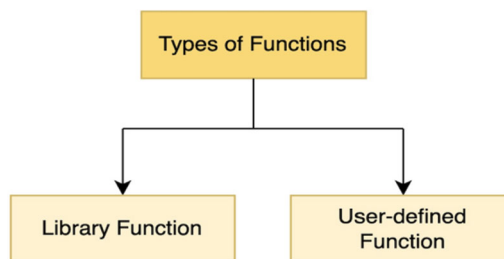 Types of Functions
Library Function
User-defined
Function